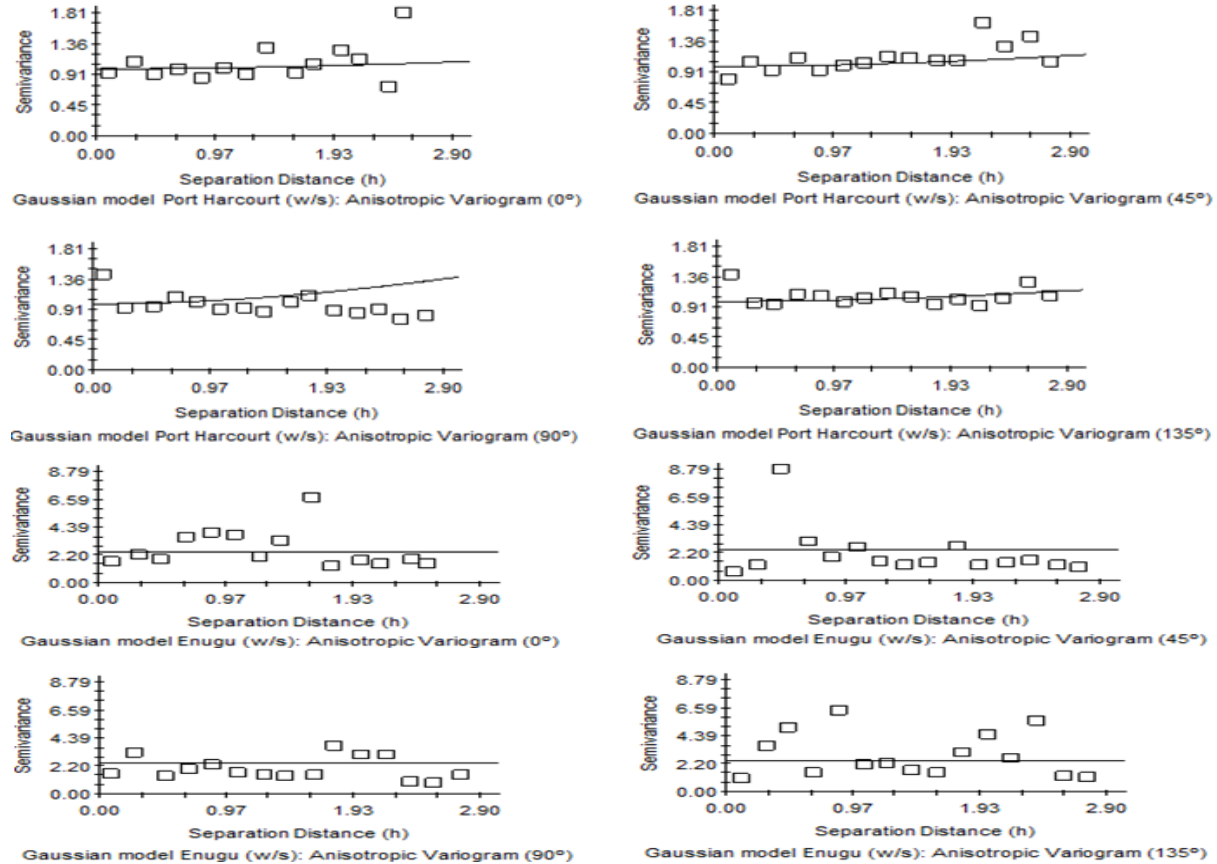 1.81
1.36
0.91
0.45
0.00
Semivariance
0.00 0.97 1.93 2.90
Separation Distance (h)
Gaussian model Port Harcourt (w/s): Anisotropic Variogram (0º)
1.81
1.36
0.91
0.45
0.00
Semivariance
0.00 0.97 1.93 2.90
Separation Distance (h)
Gaussian model Port Harcourt (w/s): Anisotropic Variogram (45º)
1.81
1.36
0.91
0.45
0.00
Semivariance
0.00 0.97 1.93 2.90
Separation Distance (h)
Gaussian model Port Harcourt (w/s): Anisotropic Variogram (90º)
1.81
1.36
0.91
0.45
0.00
Semivariance
0.00 0.97 1.93 2.90
Separation Distance (h)
Gaussian model Port Harcourt (w/s): Anisotropic Variogram (135º)
8.79
6.59
4.39
2.20
0.00
Semivariance
0.00 0.97 1.93 2.90
Separation Distance (h)
Gaussian model Enugu (w/s): Anisotropic Variogram (0º)
8.79
6.59
4.39
2.20
0.00
Semivariance
0.00 0.97 1.93 2.90
Separation Distance (h)
Gaussian model Enugu (w/s): Anisotropic Variogram (45º)
8.79
6.59
4.39
2.20
0.00
Semivariance
0.00 0.97 1.93 2.90
Separation Distance (h)
Gaussian model Enugu (w/s): Anisotropic Variogram (90º)
8.79
6.59
4.39
2.20
0.00
Semivariance
0.00 0.97 1.93 2.90
Separation Distance (h)
Gaussian model Enugu (w/s): Anisotropic Variogram (135º)